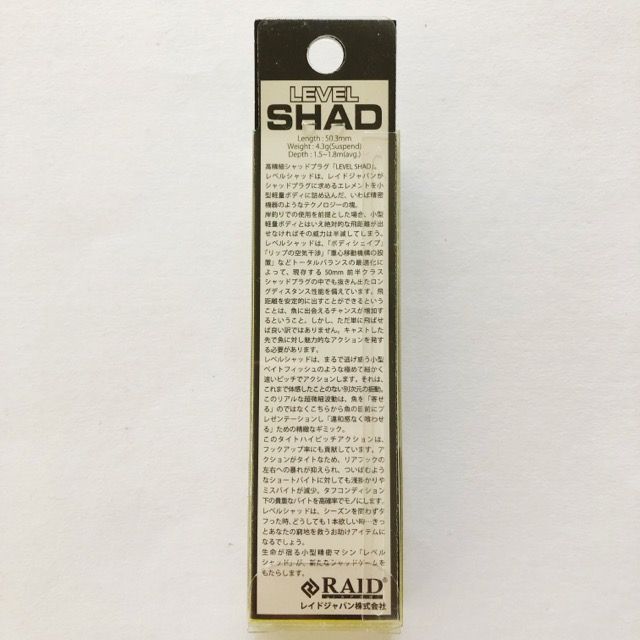 LEVEL
SHAD
Length : 50.3mm
Weight : 4.3g(Suspend)
Depth : 1.5~1.8m(avg.)
高精細シャッドプラグ「LEVEL SHAD」。
レベルシャッドは、レイドジャパンが
シャッドプラグに求めるエレメントを小
型軽量ボディに詰め込んだ、いわば精密
機器のようなテクノロジーの塊。
岸釣りでの使用を前提とした場合、小型
軽量ボディとはいえ絶対的な飛距離が出
せなければその威力は半減してしまう。
レベルシャッドは、「ボディシェイプ」
「リップの空気干渉」「重心移動機構の設
置」などトータルバランスの最適化に
よって、現存する 50mm 前半クラス
シャッドプラグの中でも抜きん出たロン
グディスタンス性能を備えています。飛
距離を安定的に出すことができるという
ことは、魚に出会えるチャンスが増加す
るということ。しかし、ただ単に飛ばせ
ば良い訳ではありません。キャストした
先で魚に対し魅力的なアクションを発す
る必要があります。
レベルシャッドは、まるで逃げ惑う小型
ベイトフィッシュのような極めて細かく
速いピッチでアクションします。それは、
これまで体感したことのない別次元の振動。
このリアルな超微細波動は、魚を「寄せ
る」のではなくこちらから魚の目前にプ
レゼンテーションし「違和感なく喰わせ
る」ための精緻なギミック。
このタイトハイピッチアクションは、
フックアップ率にも貢献しています。ア
クションがタイトなため、リアフックの
左右への暴れが抑えられ、ついばむよう
なショートバイトに対しても浅掛かりや
ミスバイトが減少。タフコンディション
下の貴重なバイトを高確率でモノにします。
レベルシャッドは、シーズンを問わずタ
フった時、どうしても1本欲しい時…きっ
とあなたの窮地を救うお助けアイテムに
なるでしょう。
生命が宿る小型精密マシン「レベル
シャッド」が、新たなシャッドゲームを
もたらします。
RAID
JAPAN
レイドジャパン株式会社